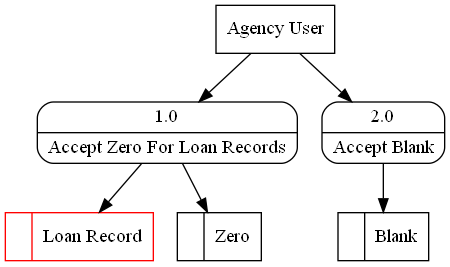 Agency User
1.0
Accept Zero For Loan Records
2.0
Accept Blank
Loan Record
Zero
Blank